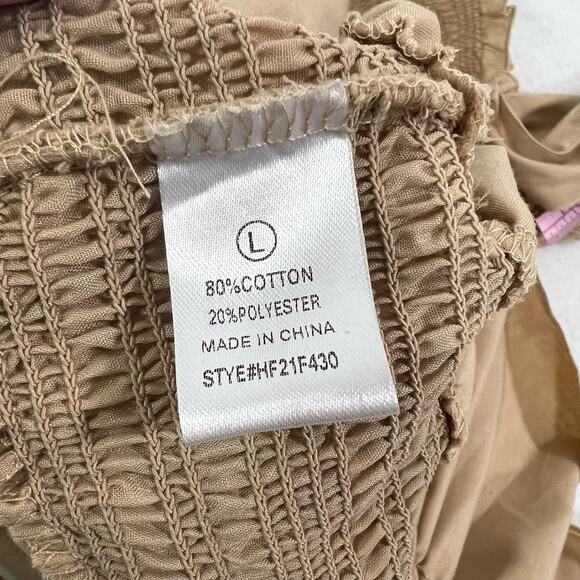 L
80%COTTON
20%POLYESTER
MADE IN CHINA
STYE#HF21F430